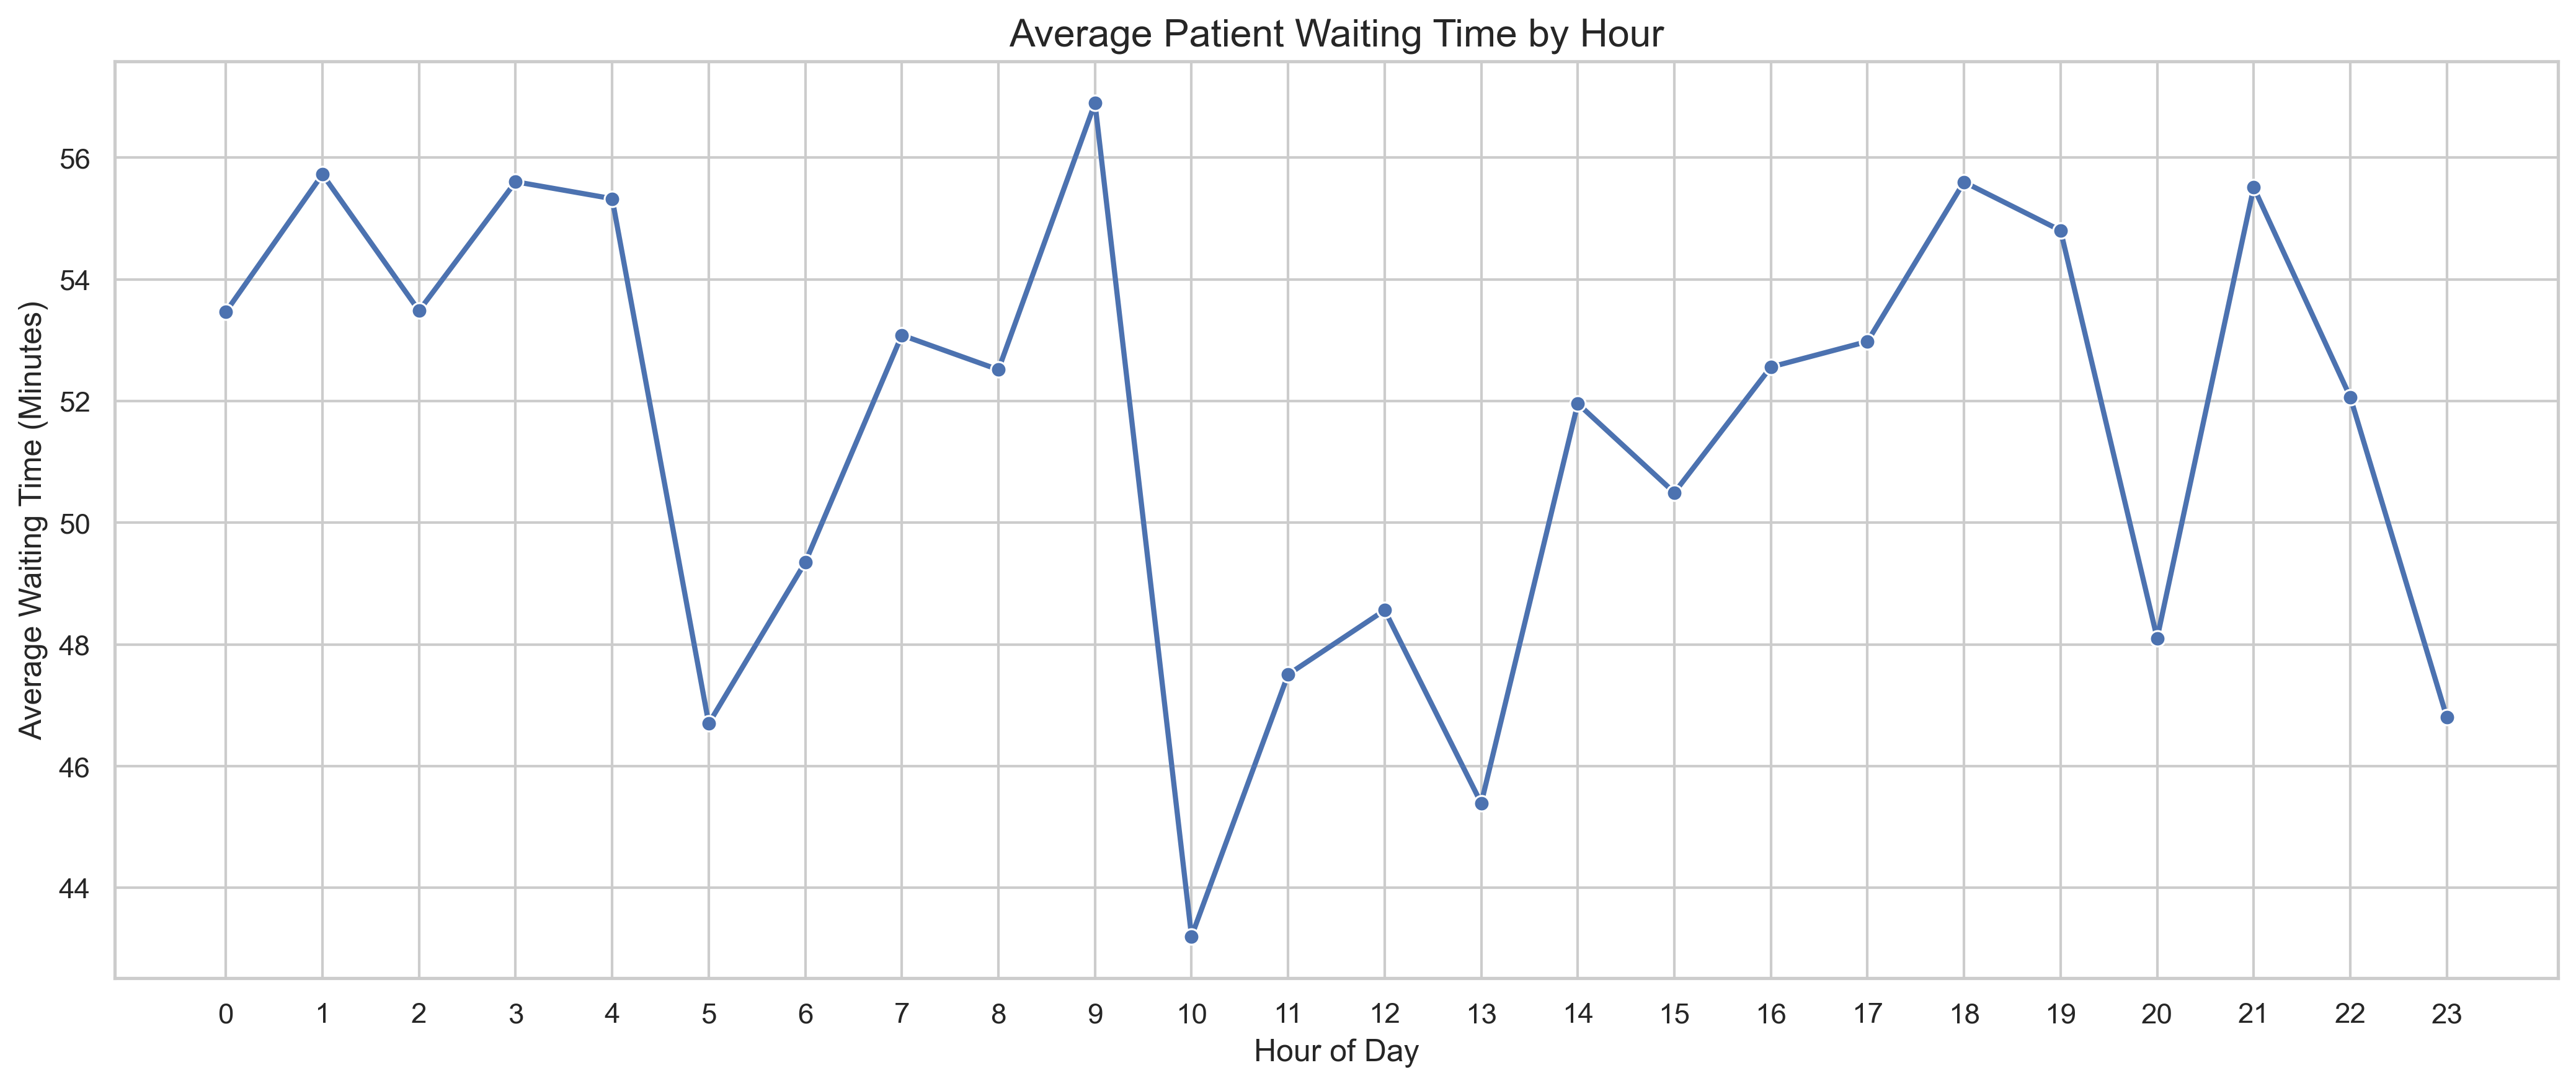 Average Patient Waiting Time by Hour
Average Waiting Time (Minutes)
56
54
52
50
48
46
44
0 1 2 3 4 5 6 7 8 9 10 11 12 13 14 15 16 17 18 19 20 21 22 23
Hour of Day